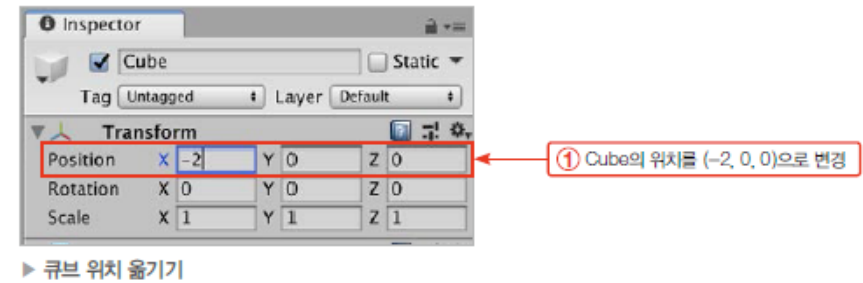 Inspector
Cube Static
Tag Untagged Layer Default
Transform
Position X -2 Y 0 Z 0
① Cube의 위치를 (-2, 0, 0)으로 변경
Rotation X 0 Y 0 Z 0
Scale X 1 Y 1 Z 1
▶ 큐브 위치 옮기기